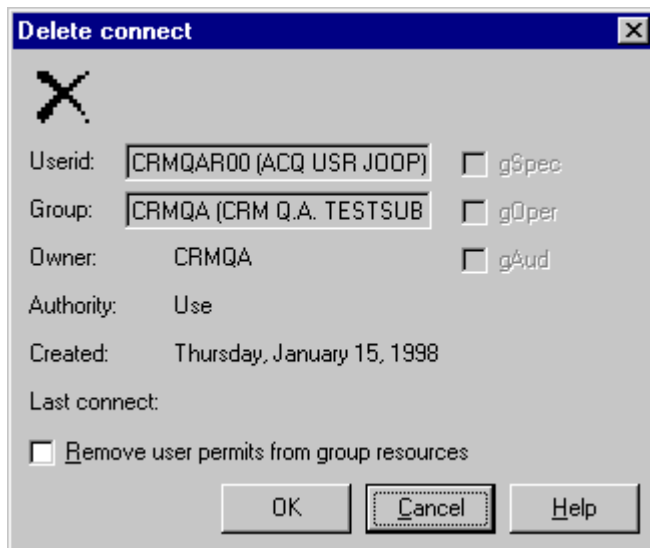 Delete connect
Userid: CRMQAR00 (ACQ USR JOOP) gSpec
Group: CRMQA (CRM Q.A. TESTSUB gOper
Owner: CRMQA gAud
Authority: Use
Created: Thursday, January 15, 1998
Last connect:
Remove user permits from group resources
OK Cancel Help